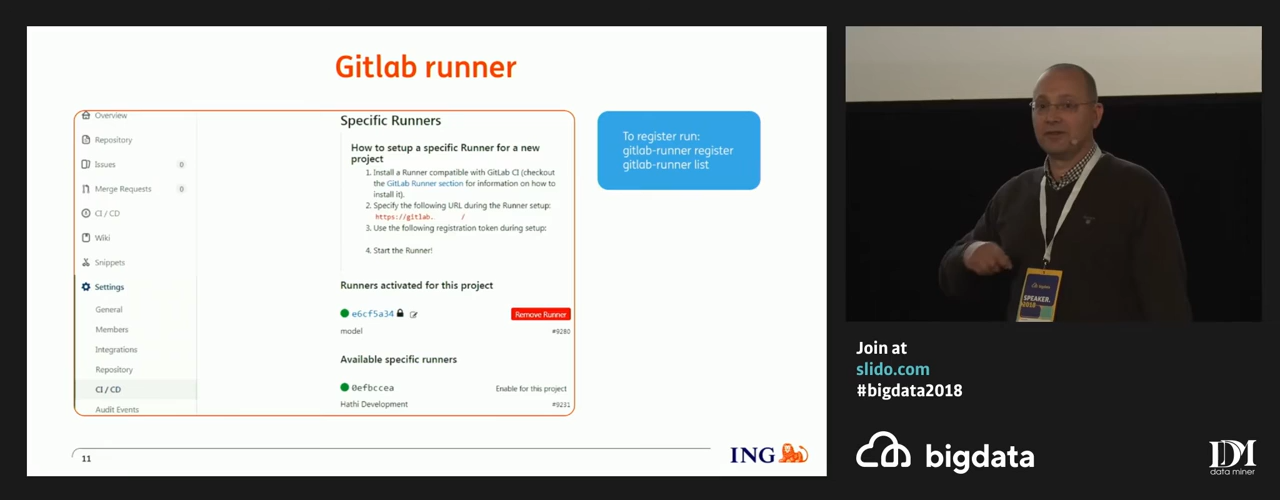 Gitlab runner
Overview
Repository
Issues 0
Merge Requests 0
CI / CD
Wiki
Snippets
Settings
General
Members
Integrations
Repository
CI / CD
Audit Events
Specific Runners
How to setup a specific Runner for a new
project
1. Install a Runner compatible with GitLab CI (checkout
the GitLab Runner section for information on how to
install it).
2. Specify the following URL during the Runner setup:
https://gitlab. /
3. Use the following registration token during setup:
4. Start the Runner!
Runners activated for this project
e6cf5a34 Remove Runner
model #9280
Available specific runners
0efbccea Enable for this project
Hathi Development #9231
To register run:
gitlab-runner register
gitlab-runner list
11
ING
bigdata
SPEAKER.
2018
Join at
slido.com
#bigdata2018
bigdata
DM
data miner